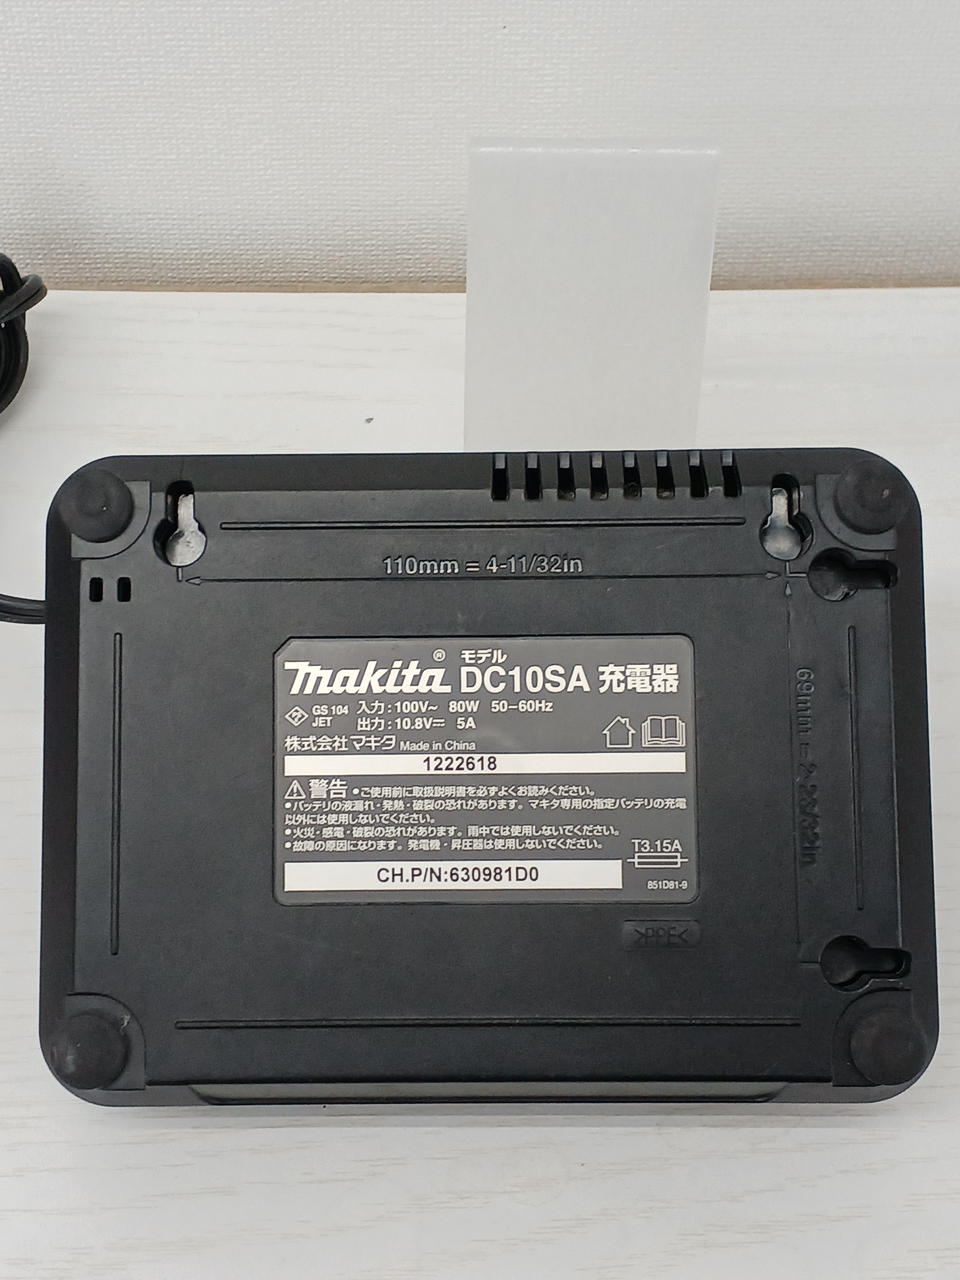 110mm = 4-11/32in
makita® モデル DC10SA 充電器
GS 104 JET
入力:100V~ 80W 50-60Hz
出力:10.8V⎓ 5A
株式会社マキタ Made in China
1222618
警告 ●ご使用前に取扱説明書を必ずよくお読みください。
●バッテリの液漏れ・発熱・破裂の恐れがあります。マキタ専用の指定バッテリの充電
以外には使用しないでください。
●火災・感電・破裂の恐れがあります。雨中では使用しないでください。
●故障の原因になります。発電機・昇圧器は使用しないでください。
T3.15A
CH.P/N:630981D0
851D81-9
>PPE<
69mm = 2-23/32in